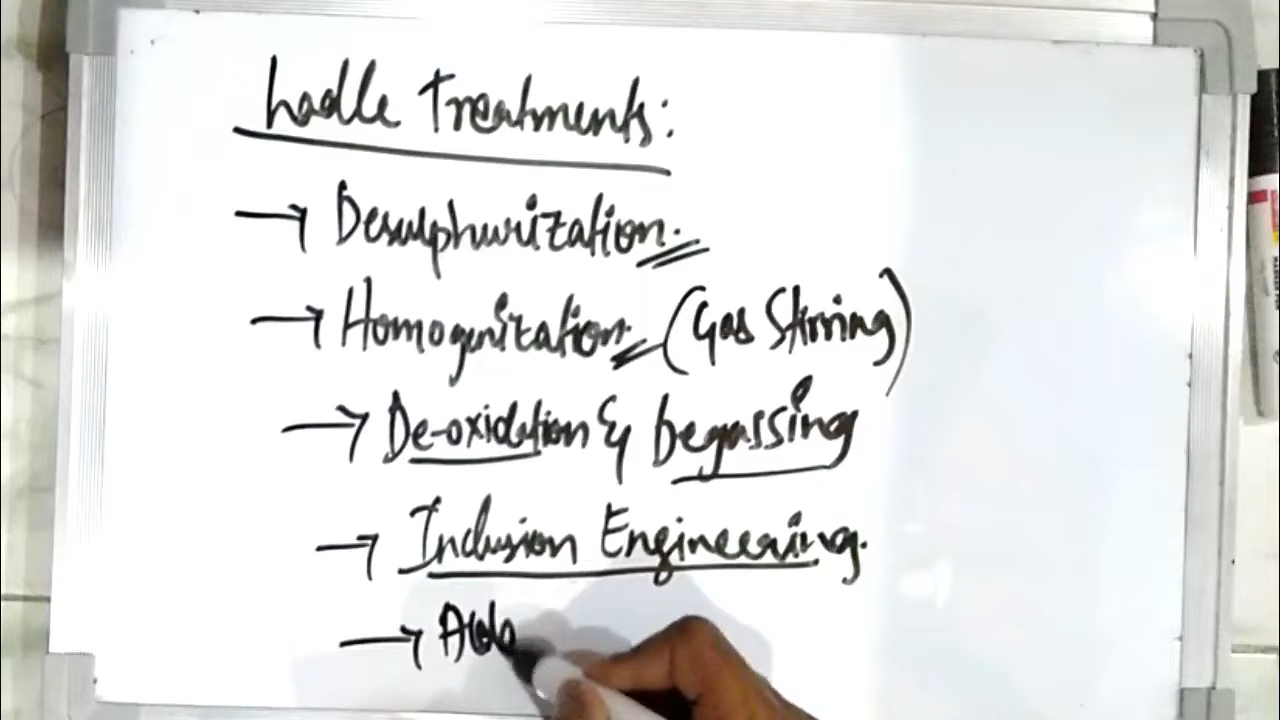 Ladle Treatments:
→ Desulphurization.
→ Homogenization. (Gas Stirring)
→ De-oxidation & Degassing
→ Inclusion Engineering.
→